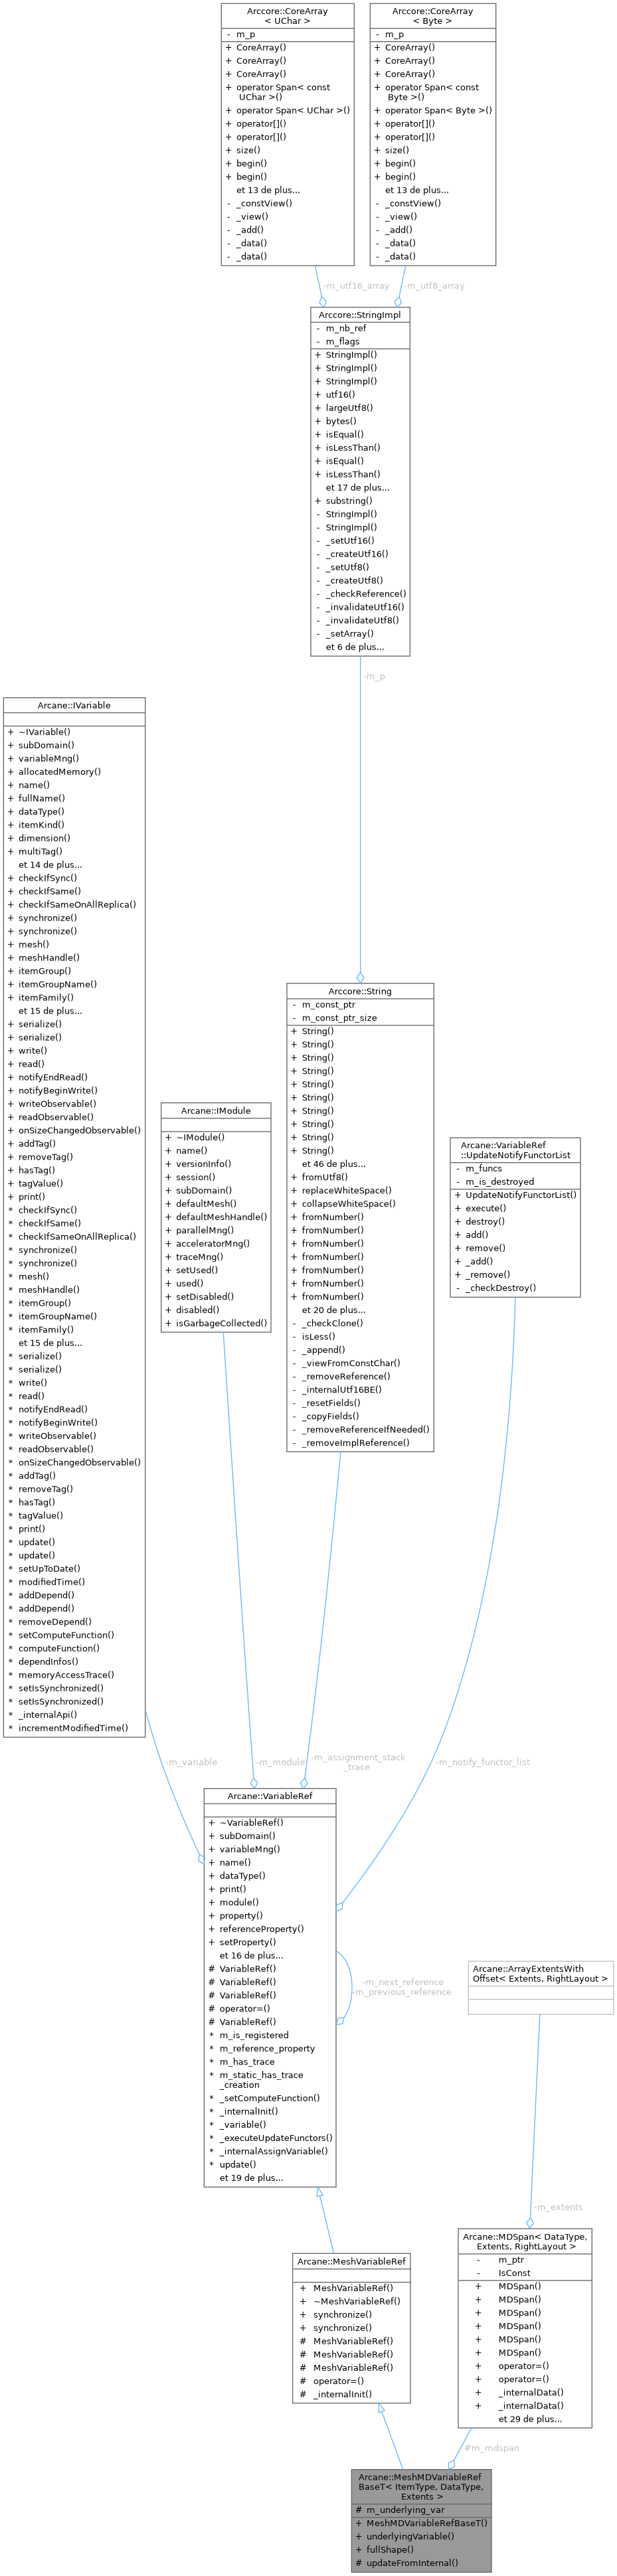 Arccore::CoreArray
< UChar >
- m_p
+ CoreArray()
+ CoreArray()
+ CoreArray()
+ operator Span< const
UChar >()
+ operator Span< UChar >()
+ operator[]()
+ operator[]()
+ size()
+ begin()
+ begin()
et 13 de plus...
- _constView()
- _view()
- _add()
- _data()
- _data()
Arccore::CoreArray
< Byte >
- m_p
+ CoreArray()
+ CoreArray()
+ CoreArray()
+ operator Span< const
Byte >()
+ operator Span< Byte >()
+ operator[]()
+ operator[]()
+ size()
+ begin()
+ begin()
et 13 de plus...
- _constView()
- _view()
- _add()
- _data()
- _data()
-m_utf16_array
-m_utf8_array
Arccore::StringImpl
- m_nb_ref
- m_flags
+ StringImpl()
+ StringImpl()
+ StringImpl()
+ utf16()
+ largeUtf8()
+ bytes()
+ isEqual()
+ isLessThan()
+ isEqual()
+ isLessThan()
et 17 de plus...
+ substring()
- StringImpl()
- StringImpl()
- _setUtf16()
- _createUtf16()
- _setUtf8()
- _createUtf8()
- _checkReference()
- _invalidateUtf16()
- _invalidateUtf8()
- _setArray()
et 6 de plus...
-m_p
Arcane::IVariable
+ ~IVariable()
+ subDomain()
+ variableMng()
+ allocatedMemory()
+ name()
+ fullName()
+ dataType()
+ itemKind()
+ dimension()
+ multiTag()
et 14 de plus...
+ checkIfSync()
+ checkIfSame()
+ checkIfSameOnAllReplica()
+ synchronize()
+ synchronize()
+ mesh()
+ meshHandle()
+ itemGroup()
+ itemGroupName()
+ itemFamily()
et 15 de plus...
+ serialize()
+ serialize()
+ write()
+ read()
+ notifyEndRead()
+ notifyBeginWrite()
+ writeObservable()
+ readObservable()
+ onSizeChangedObservable()
+ addTag()
+ removeTag()
+ hasTag()
+ tagValue()
+ print()
* checkIfSync()
* checkIfSame()
* checkIfSameOnAllReplica()
* synchronize()
* synchronize()
* mesh()
* meshHandle()
* itemGroup()
* itemGroupName()
* itemFamily()
et 15 de plus...
* serialize()
* serialize()
* write()
* read()
* notifyEndRead()
* notifyBeginWrite()
* writeObservable()
* readObservable()
* onSizeChangedObservable()
* addTag()
* removeTag()
* hasTag()
* tagValue()
* print()
* update()
* update()
* setUpToDate()
* modifiedTime()
* addDepend()
* addDepend()
* removeDepend()
* setComputeFunction()
* computeFunction()
* dependInfos()
* memoryAccessTrace()
* setIsSynchronized()
* setIsSynchronized()
* _internalApi()
* incrementModifiedTime()
Arcane::IModule
+ ~IModule()
+ name()
+ versionInfo()
+ session()
+ subDomain()
+ defaultMesh()
+ defaultMeshHandle()
+ parallelMng()
+ acceleratorMng()
+ traceMng()
+ setUsed()
+ used()
+ setDisabled()
+ disabled()
+ isGarbageCollected()
Arccore::String
- m_const_ptr
- m_const_ptr_size
+ String()
+ String()
+ String()
+ String()
+ String()
+ String()
+ String()
+ String()
+ String()
+ String()
et 46 de plus...
+ fromUtf8()
+ replaceWhiteSpace()
+ collapseWhiteSpace()
+ fromNumber()
+ fromNumber()
+ fromNumber()
+ fromNumber()
+ fromNumber()
+ fromNumber()
+ fromNumber()
et 20 de plus...
- _checkClone()
- isLess()
- _append()
- _viewFromConstChar()
- _removeReference()
- _internalUtf16BE()
- _resetFields()
- _copyFields()
- _removeReferenceIfNeeded()
- _removeImplReference()
Arcane::VariableRef
::UpdateNotifyFunctorList
- m_funcs
- m_is_destroyed
+ UpdateNotifyFunctorList()
+ execute()
+ destroy()
+ add()
+ remove()
+ _add()
+ _remove()
- _checkDestroy()
-m_variable
-m_module
-m_assignment_stack
_trace
-m_notify_functor_list
Arcane::VariableRef
+ ~VariableRef()
+ subDomain()
+ variableMng()
+ name()
+ dataType()
+ print()
+ module()
+ property()
+ referenceProperty()
+ setProperty()
et 16 de plus...
# VariableRef()
# VariableRef()
# VariableRef()
# operator=()
# VariableRef()
* m_is_registered
* m_reference_property
* m_has_trace
* m_static_has_trace
_creation
* _setComputeFunction()
* _internalInit()
* _variable()
* _executeUpdateFunctors()
* _internalAssignVariable()
* update()
et 19 de plus...
-m_next_reference
-m_previous_reference
Arcane::ArrayExtentsWith
Offset< Extents, RightLayout >
-m_extents
Arcane::MeshVariableRef
+ MeshVariableRef()
+ ~MeshVariableRef()
+ synchronize()
+ synchronize()
# MeshVariableRef()
# MeshVariableRef()
# MeshVariableRef()
# operator=()
# _internalInit()
Arcane::MDSpan< DataType,
Extents, RightLayout >
- m_ptr
- IsConst
+ MDSpan()
+ MDSpan()
+ MDSpan()
+ MDSpan()
+ MDSpan()
+ MDSpan()
+ operator=()
+ operator=()
+ _internalData()
+ _internalData()
et 29 de plus...
#m_mdspan
Arcane::MeshMDVariableRef
BaseT< ItemType, DataType,
Extents >
# m_underlying_var
+ MeshMDVariableRefBaseT()
+ underlyingVariable()
+ fullShape()
# updateFromInternal()